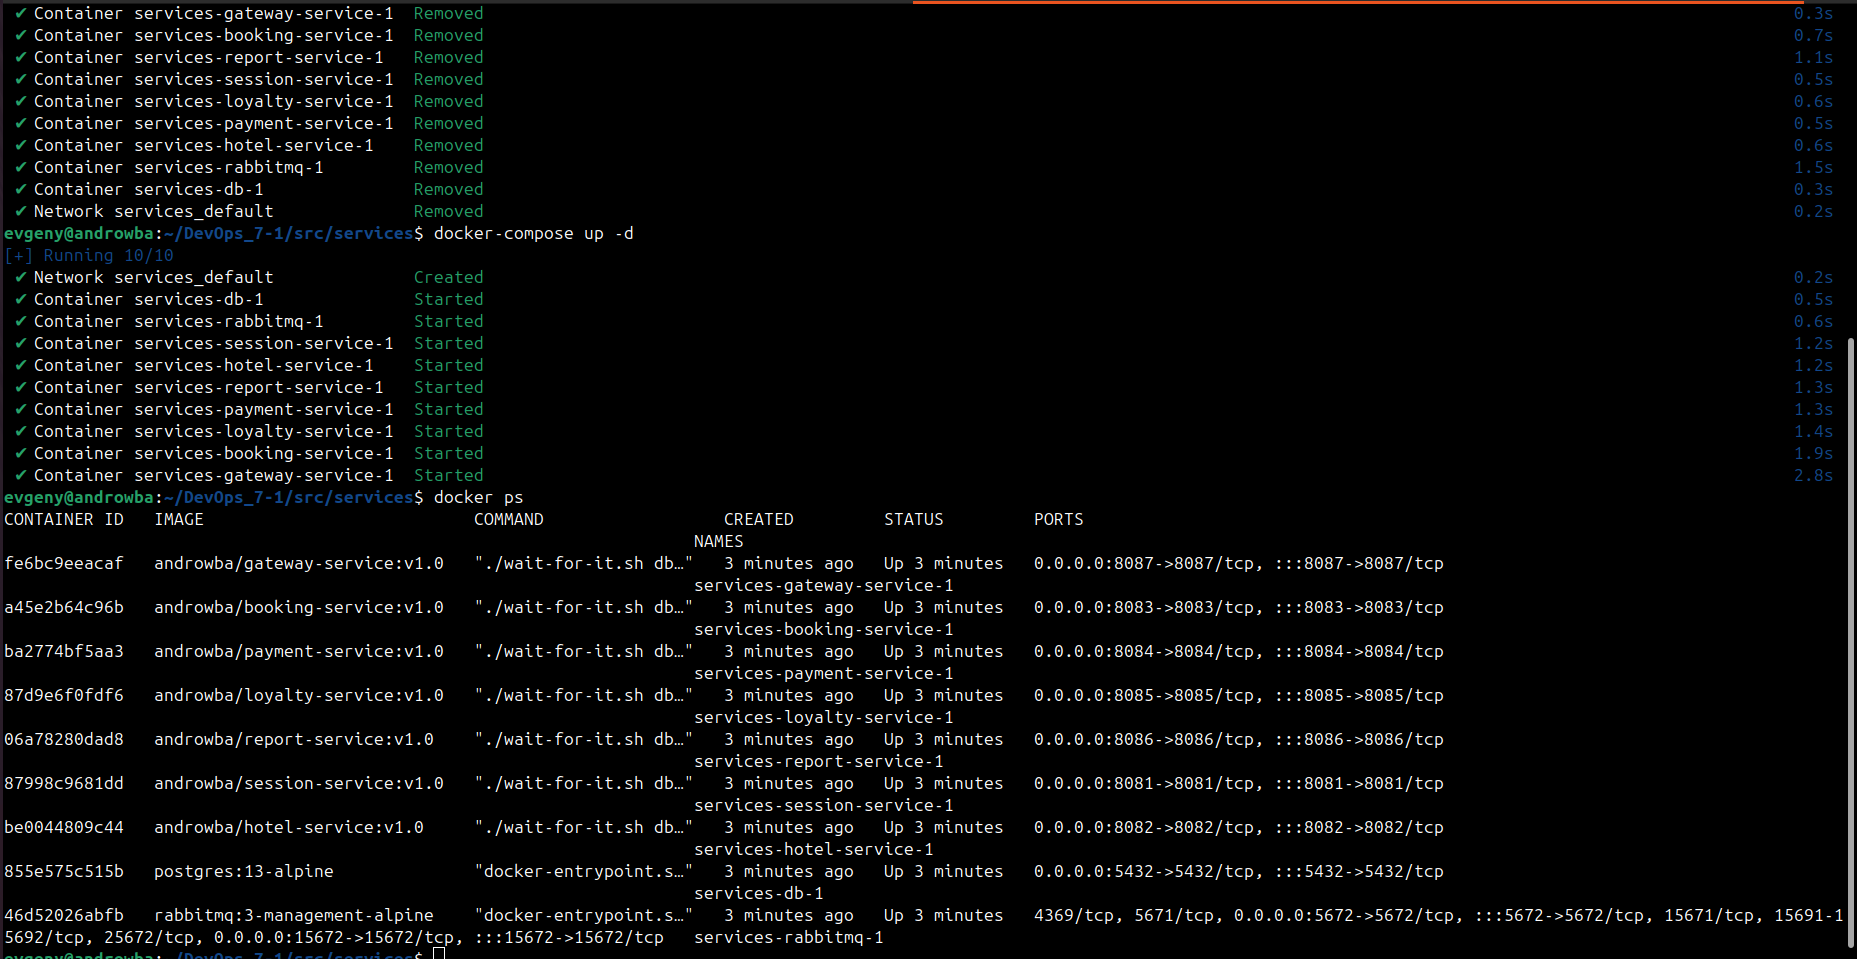 ✔ Container services-gateway-service-1  Removed  0.3s
✔ Container services-booking-service-1  Removed  0.7s
✔ Container services-report-service-1   Removed  1.1s
✔ Container services-session-service-1  Removed  0.5s
✔ Container services-loyalty-service-1  Removed  0.6s
✔ Container services-payment-service-1  Removed  0.5s
✔ Container services-hotel-service-1    Removed  0.6s
✔ Container services-rabbitmq-1         Removed  1.5s
✔ Container services-db-1               Removed  0.3s
✔ Network services_default              Removed  0.2s
evgeny@androwba:~/DevOps_7-1/src/services$ docker-compose up -d
[+] Running 10/10
✔ Network services_default              Created  0.2s
✔ Container services-db-1               Started  0.5s
✔ Container services-rabbitmq-1         Started  0.6s
✔ Container services-session-service-1  Started  1.2s
✔ Container services-hotel-service-1    Started  1.2s
✔ Container services-report-service-1   Started  1.3s
✔ Container services-payment-service-1  Started  1.3s
✔ Container services-loyalty-service-1  Started  1.4s
✔ Container services-booking-service-1  Started  1.9s
✔ Container services-gateway-service-1  Started  2.8s
evgeny@androwba:~/DevOps_7-1/src/services$ docker ps
CONTAINER ID   IMAGE                           COMMAND                  CREATED         STATUS         PORTS
NAMES
fe6bc9eeacaf   androwba/gateway-service:v1.0   "./wait-for-it.sh db…"   3 minutes ago   Up 3 minutes   0.0.0.0:8087->8087/tcp, :::8087->8087/tcp
services-gateway-service-1
a45e2b64c96b   androwba/booking-service:v1.0   "./wait-for-it.sh db…"   3 minutes ago   Up 3 minutes   0.0.0.0:8083->8083/tcp, :::8083->8083/tcp
services-booking-service-1
ba2774bf5aa3   androwba/payment-service:v1.0   "./wait-for-it.sh db…"   3 minutes ago   Up 3 minutes   0.0.0.0:8084->8084/tcp, :::8084->8084/tcp
services-payment-service-1
87d9e6f0fdf6   androwba/loyalty-service:v1.0   "./wait-for-it.sh db…"   3 minutes ago   Up 3 minutes   0.0.0.0:8085->8085/tcp, :::8085->8085/tcp
services-loyalty-service-1
06a78280dad8   androwba/report-service:v1.0    "./wait-for-it.sh db…"   3 minutes ago   Up 3 minutes   0.0.0.0:8086->8086/tcp, :::8086->8086/tcp
services-report-service-1
87998c9681dd   androwba/session-service:v1.0   "./wait-for-it.sh db…"   3 minutes ago   Up 3 minutes   0.0.0.0:8081->8081/tcp, :::8081->8081/tcp
services-session-service-1
be0044809c44   androwba/hotel-service:v1.0     "./wait-for-it.sh db…"   3 minutes ago   Up 3 minutes   0.0.0.0:8082->8082/tcp, :::8082->8082/tcp
services-hotel-service-1
855e575c515b   postgres:13-alpine              "docker-entrypoint.s…"   3 minutes ago   Up 3 minutes   0.0.0.0:5432->5432/tcp, :::5432->5432/tcp
services-db-1
46d52026abfb   rabbitmq:3-management-alpine    "docker-entrypoint.s…"   3 minutes ago   Up 3 minutes   4369/tcp, 5671/tcp, 0.0.0.0:5672->5672/tcp, :::5672->5672/tcp, 15671/tcp, 15691-1
5692/tcp, 25672/tcp, 0.0.0.0:15672->15672/tcp, :::15672->15672/tcp   services-rabbitmq-1
evgeny@androwba:~/DevOps_7-1/src/services$